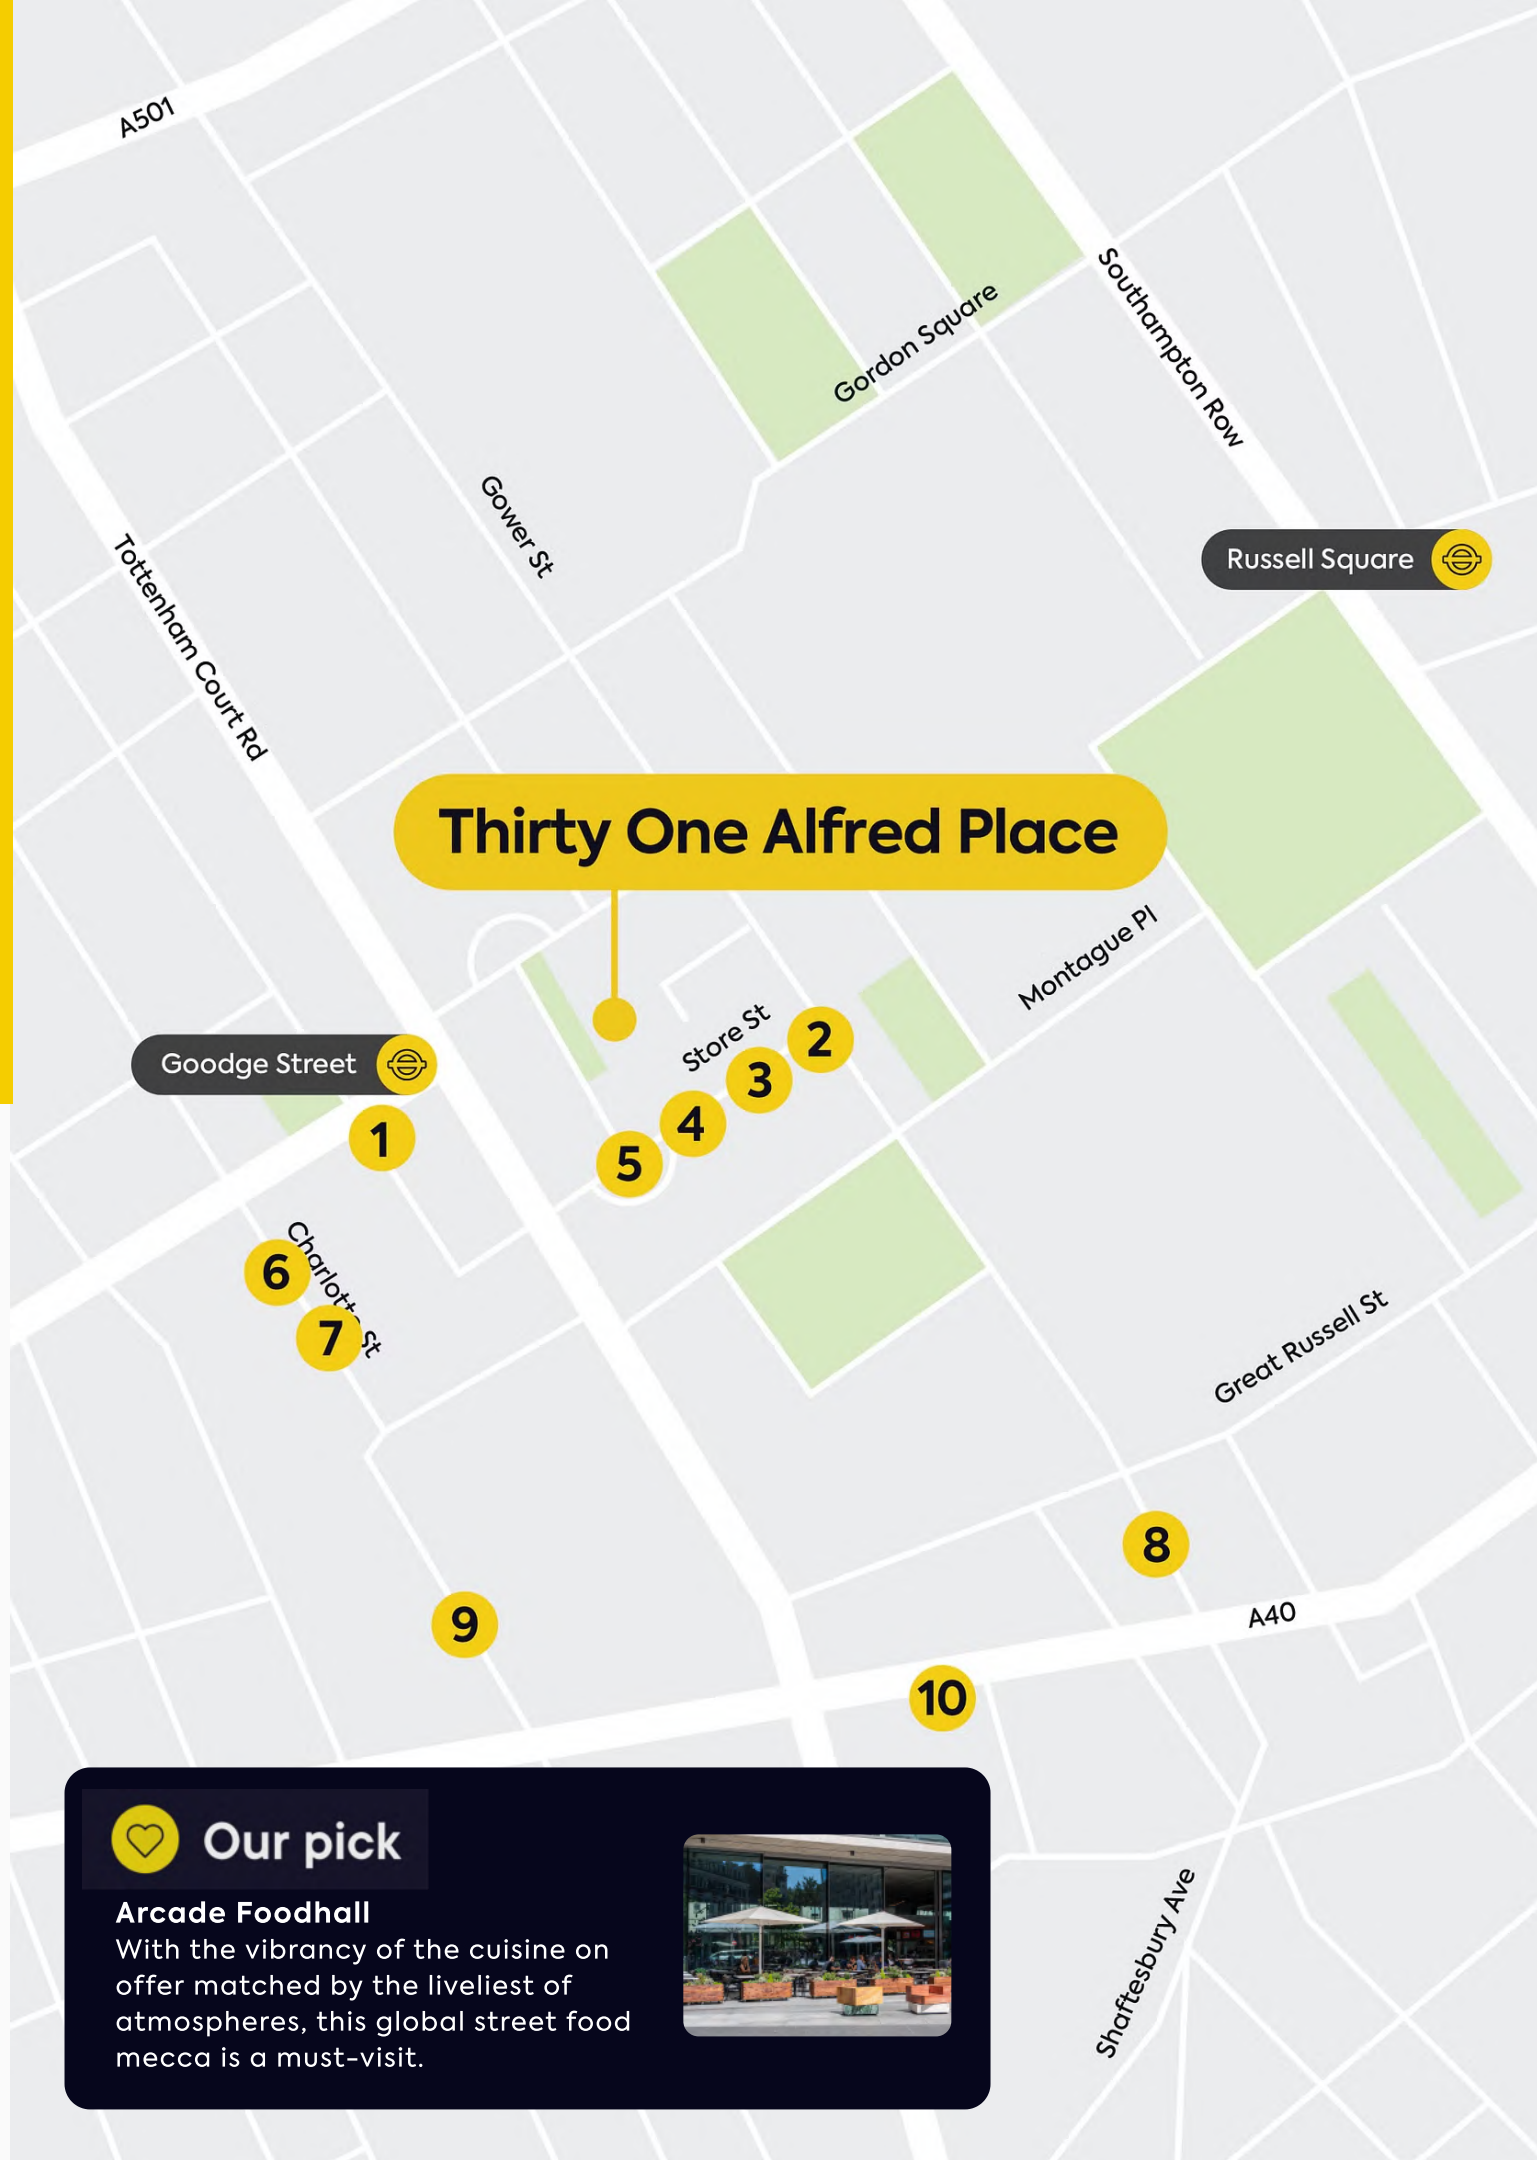 A501
Southampton Row
Gordon Square
Gower St
Tottenham Court Rd
Russell Square
Thirty One Alfred Place
Montague Pl
Store St
Goodge Street
2
3
4
1
5
Charlotte St
6
7
Great Russell St
8
A40
9
10
Our pick
Arcade Foodhall
With the vibrancy of the cuisine on
offer matched by the liveliest of
atmospheres, this global street food
mecca is a must-visit.
Shaftesbury Ave